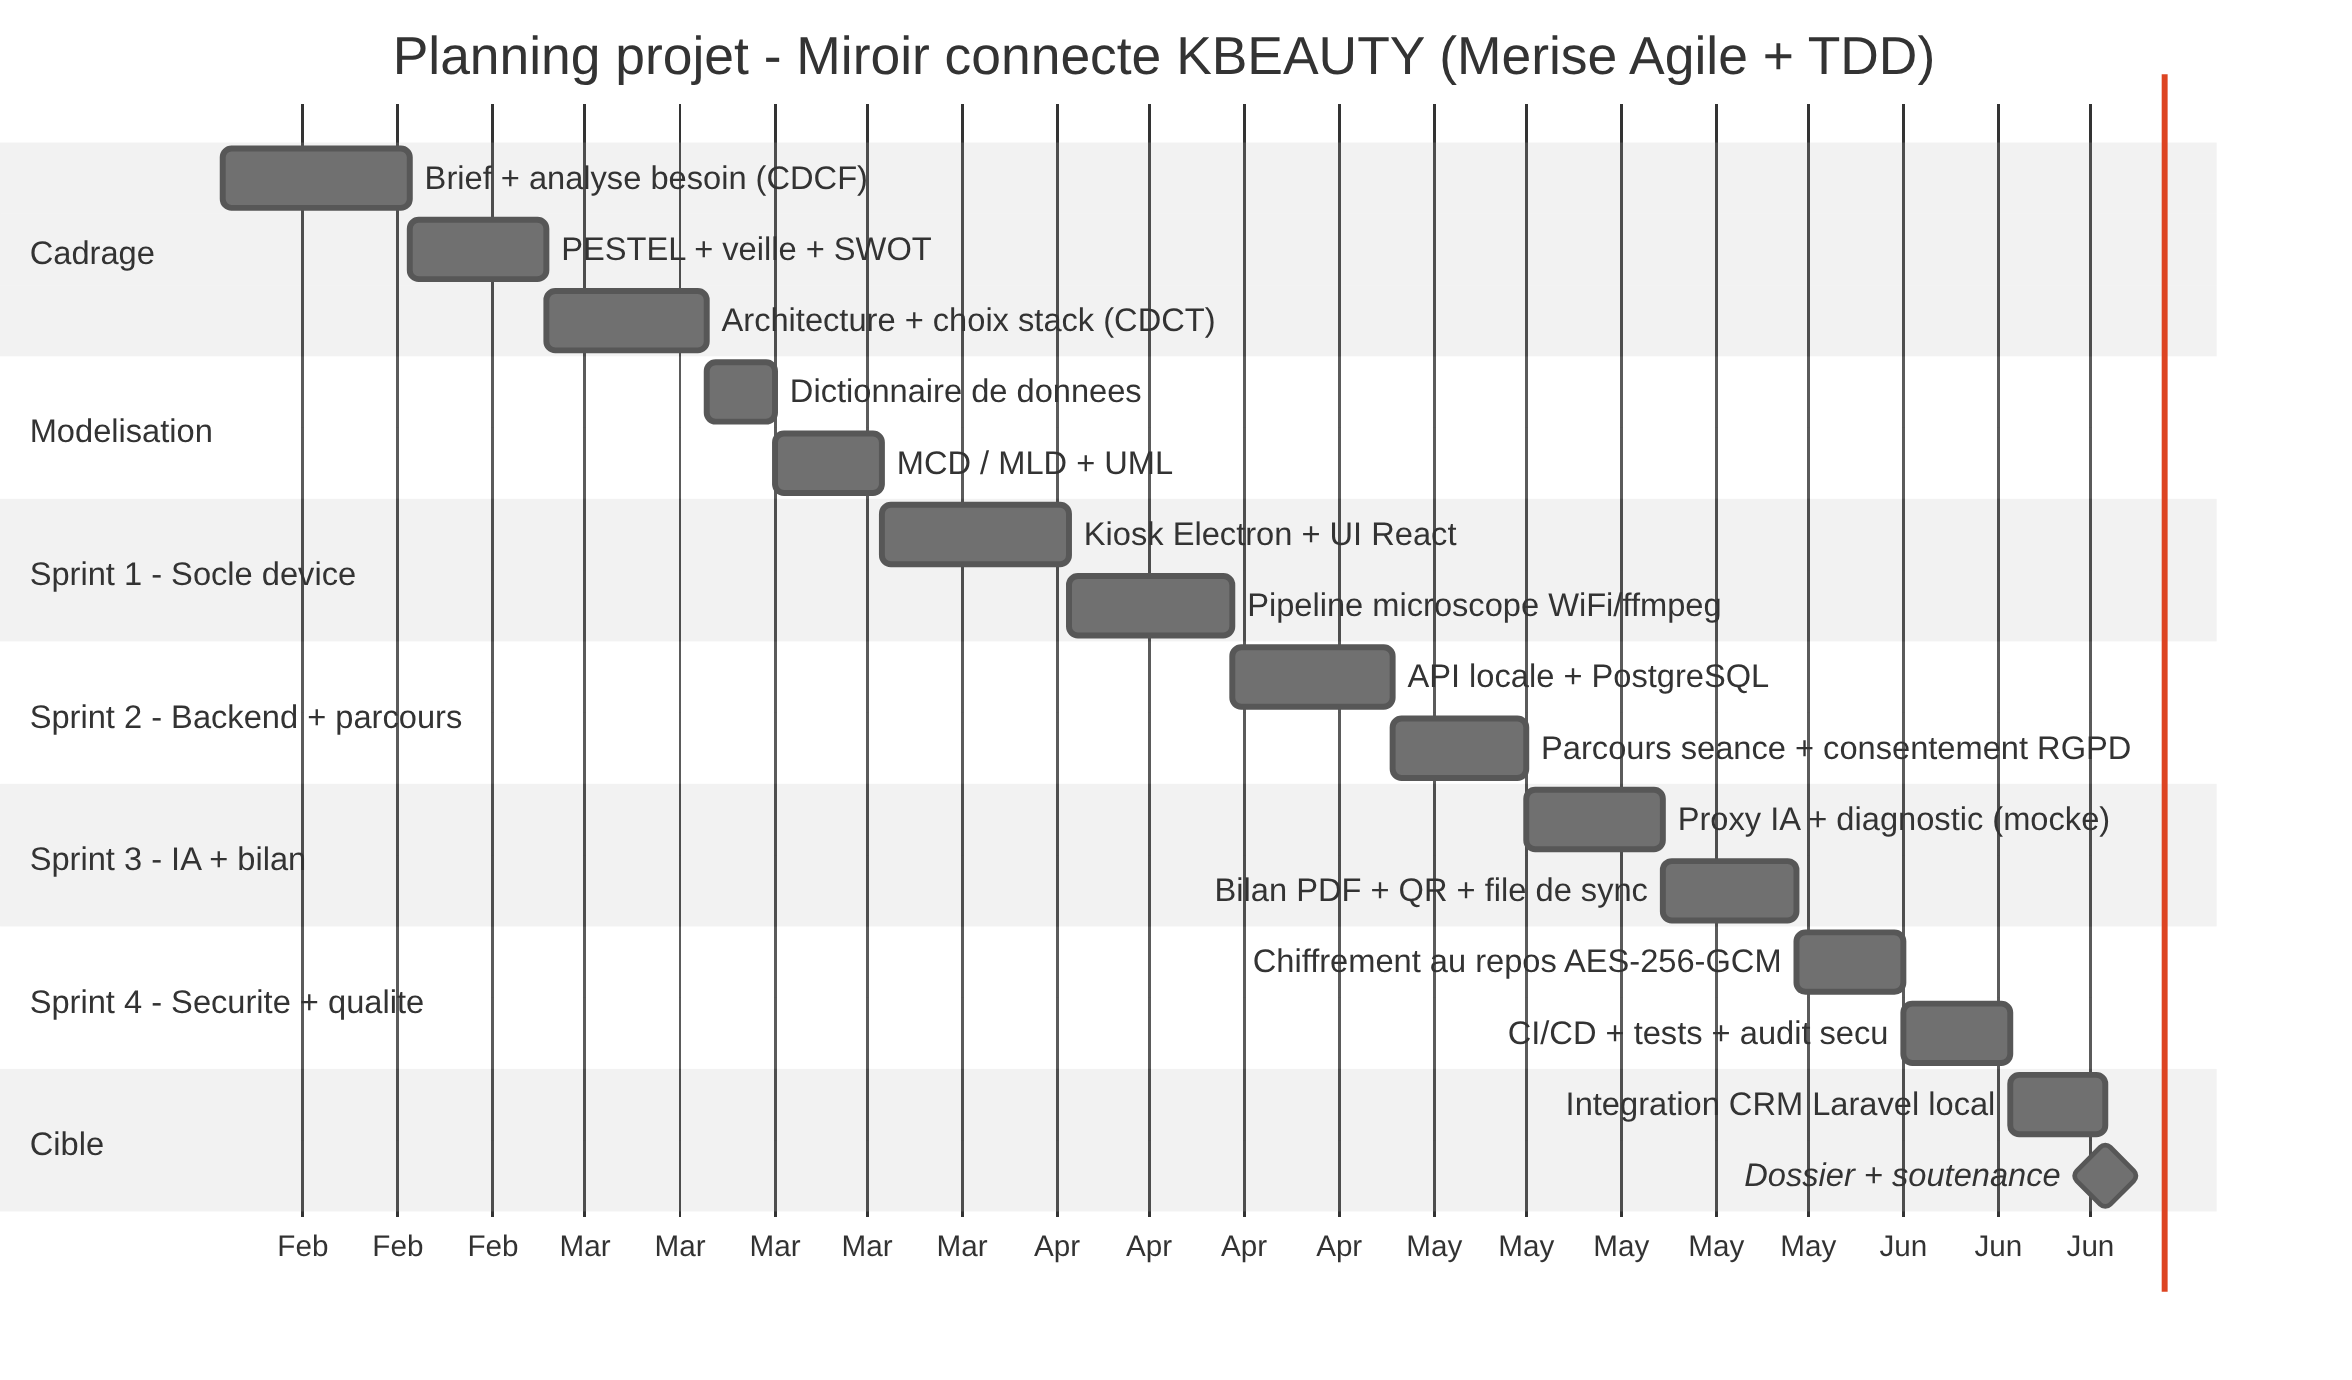 Planning projet - Miroir connecte KBEAUTY (Merise Agile + TDD)
Cadrage
Brief + analyse besoin (CDCF)
PESTEL + veille + SWOT
Architecture + choix stack (CDCT)
Modelisation
Dictionnaire de donnees
MCD / MLD + UML
Sprint 1 - Socle device
Kiosk Electron + UI React
Pipeline microscope WiFi/ffmpeg
Sprint 2 - Backend + parcours
API locale + PostgreSQL
Parcours seance + consentement RGPD
Sprint 3 - IA + bilan
Proxy IA + diagnostic (mocke)
Bilan PDF + QR + file de sync
Sprint 4 - Securite + qualite
Chiffrement au repos AES-256-GCM
CI/CD + tests + audit secu
Cible
Integration CRM Laravel local
Dossier + soutenance
Feb Feb Feb Mar Mar Mar Mar Mar Apr Apr Apr Apr May May May May May Jun Jun Jun